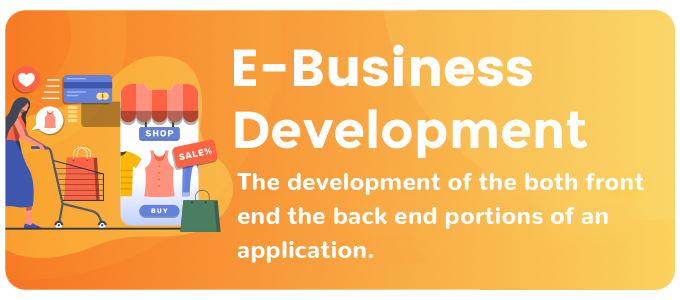 E-Business
Development
The development of the both front
end the back end portions of an
application.
SHOP
SALE%
BUY